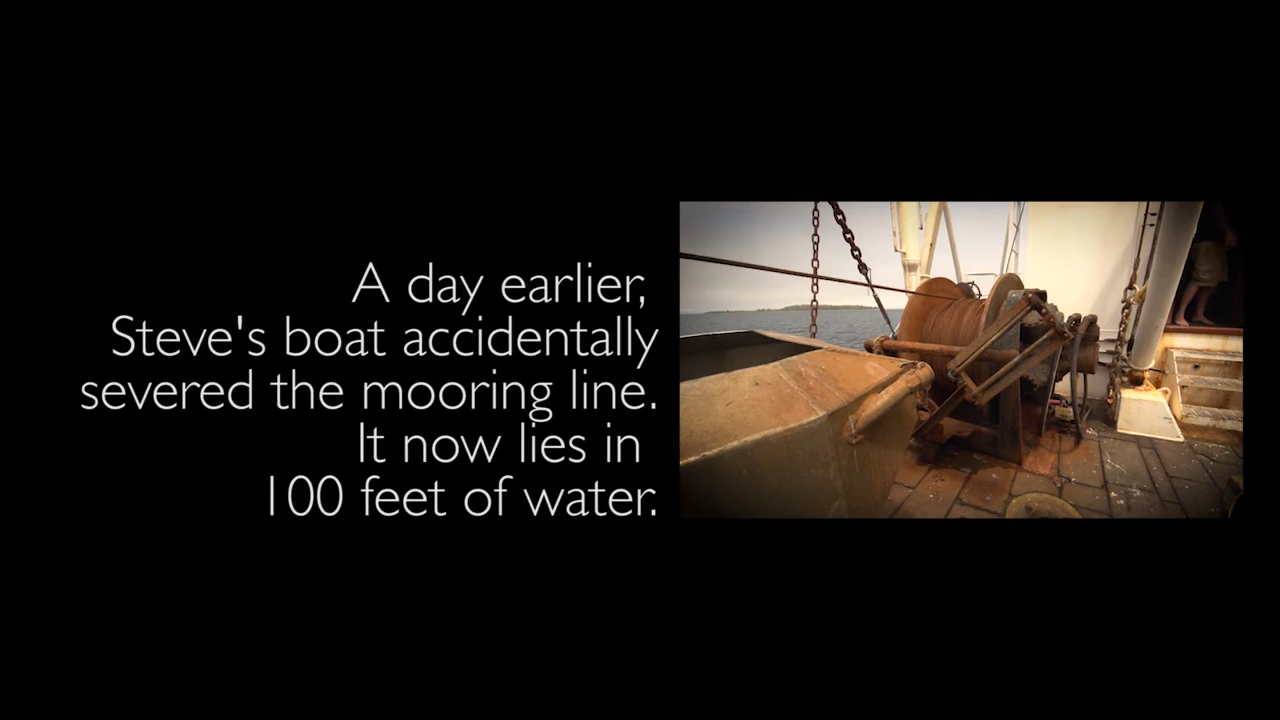 A day earlier,
Steve's boat accidentally
severed the mooring line.
It now lies in
100 feet of water.